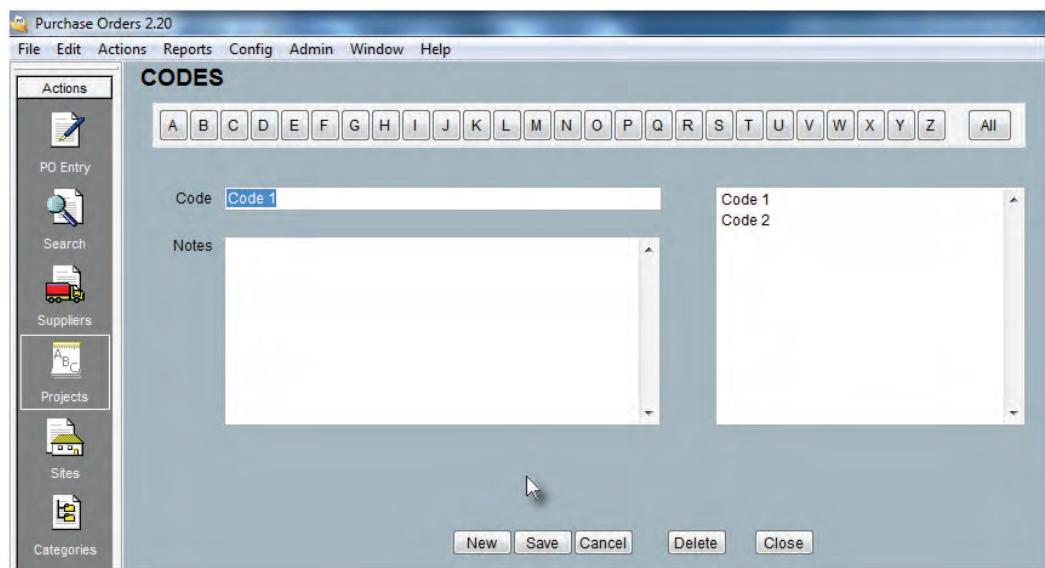 Purchase Orders 2.20
File Edit Actions Reports Config Admin Window Help
Actions
CODES
A B C D E F G H I J K L M N O P Q R S T U V W X Y Z All
PO Entry
Code Code 1
Code 1
Code 2
Search
Notes
Suppliers
ABC
Projects
Sites
Categories
New Save Cancel Delete Close